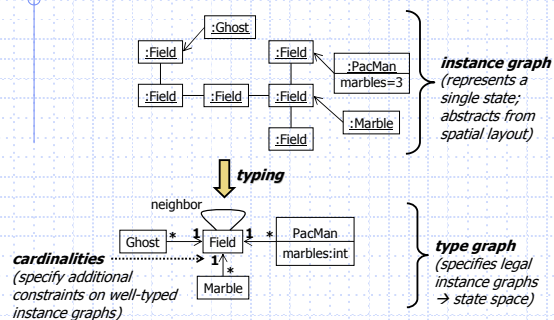 :Ghost
:Field
:Field
:PacMan
marbles=3
:Field
:Field
:Field
:Marble
:Field
instance graph
(represents a
single state;
abstracts from
spatial layout)
typing
neighbor
Ghost
*
1
Field
1
*
PacMan
marbles:int
1
*
Marble
cardinalities
(specify additional
constraints on well-typed
instance graphs)
type graph
(specifies legal
instance graphs
→ state space)